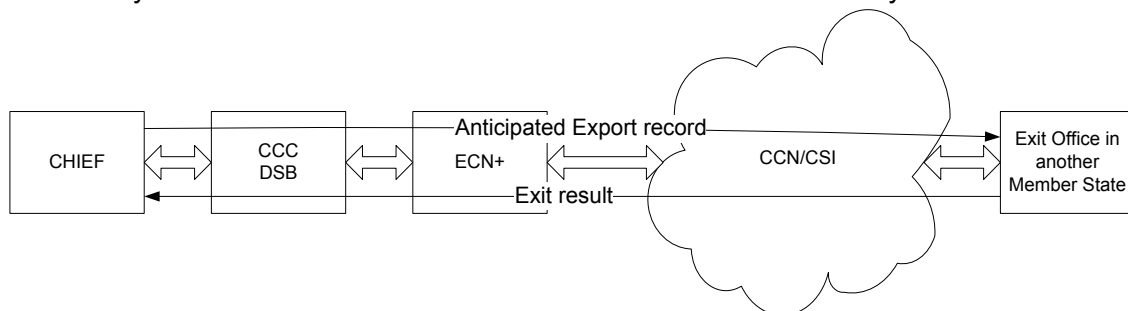 Anticipated Export record
CHIEF
CCC
DSB
ECN+
CCN/CSI
Exit Office in
another
Member State
Exit result